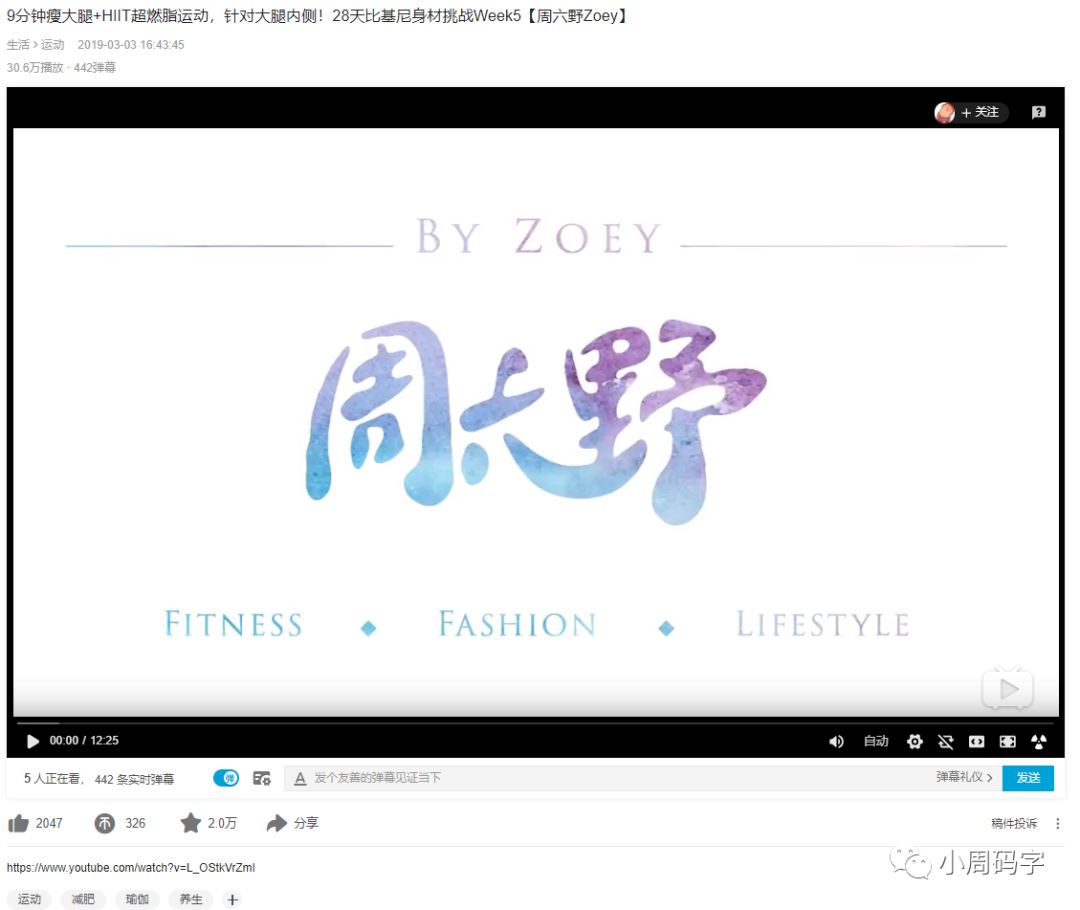 9分钟瘦大腿+HIIT超燃脂运动，针对大腿内侧！28天比基尼身材挑战Week5【周六野Zoey】
生活 > 运动 2019-03-03 16:43:45
30.6万播放 · 442弹幕
+ 关注
BY ZOEY
周六野
FITNESS ◆ FASHION ◆ LIFESTYLE
00:00 / 12:25 自动
5 人正在看， 442 条实时弹幕 弹 发个友善的弹幕见证当下 弹幕礼仪 > 发送
2047 326 2.0万 分享 稿件投诉
https://www.youtube.com/watch?v=L_OStkVrZmI
小周码字
运动 减肥 瑜伽 养生 +